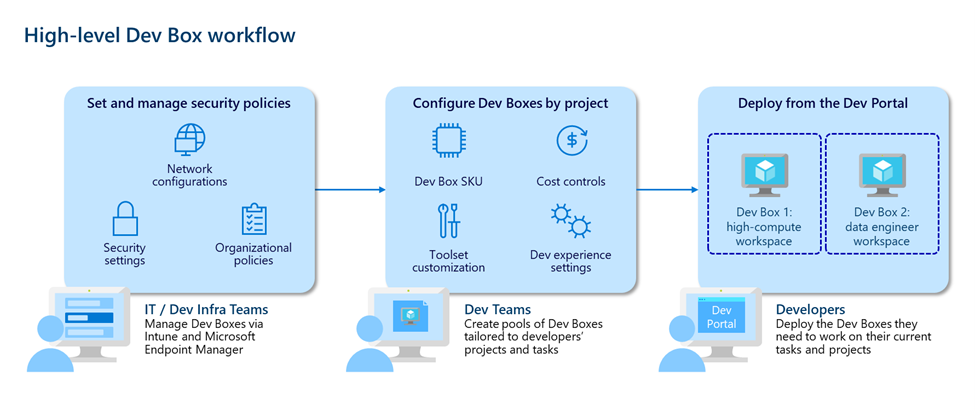 High-level Dev Box workflow
Set and manage security policies
Network
configurations
Security
settings
Organizational
policies
IT / Dev Infra Teams
Manage Dev Boxes via
Intune and Microsoft
Endpoint Manager
Configure Dev Boxes by project
Dev Box SKU
Cost controls
Toolset
customization
Dev experience
settings
Dev Teams
Create pools of Dev Boxes
tailored to developers’
projects and tasks
Deploy from the Dev Portal
Dev Box 1:
high-compute
workspace
Dev Box 2:
data engineer
workspace
Dev
Portal
Developers
Deploy the Dev Boxes they
need to work on their current
tasks and projects